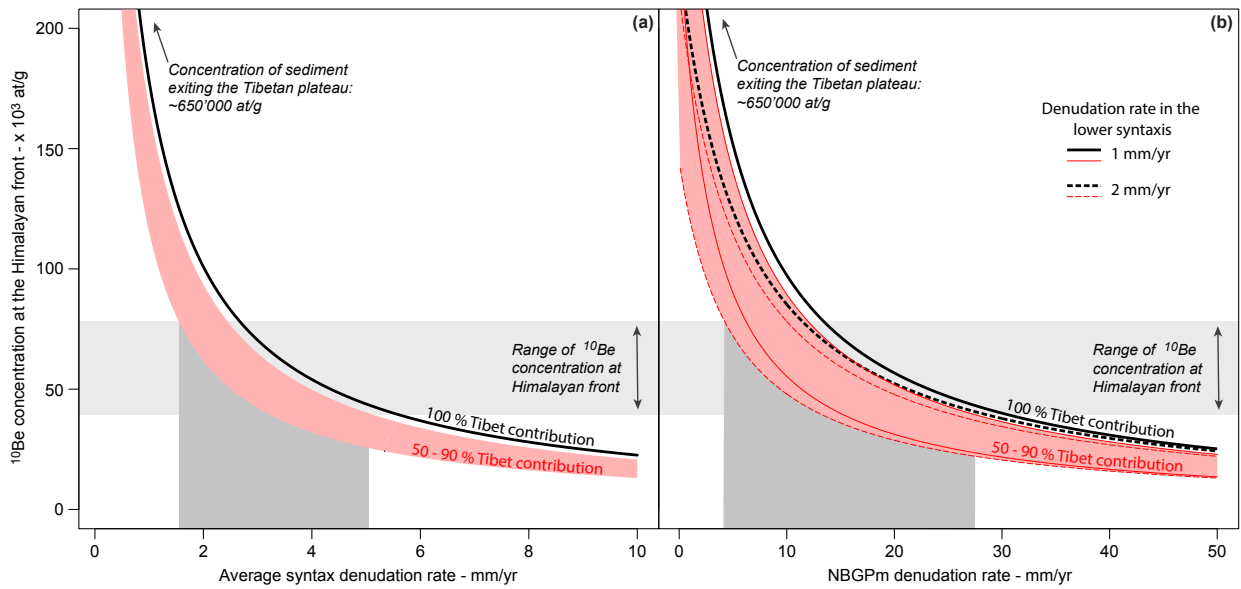 (a)
(b)
200
150
100
50
0
¹⁰Be concentration at the Himalayan front - x 10³ at/g
Concentration of sediment
exiting the Tibetan plateau:
~650'000 at/g
Range of ¹⁰Be
concentration at
Himalayan front
100 % Tibet contribution
50 - 90 % Tibet contribution
0
2
4
6
8
10
Average syntax denudation rate - mm/yr
Concentration of sediment
exiting the Tibetan plateau:
~650'000 at/g
Denudation rate in the
lower syntaxis
1 mm/yr
2 mm/yr
Range of ¹⁰Be
concentration at
Himalayan front
100 % Tibet contribution
50 - 90 % Tibet contribution
0
10
20
30
40
50
NBGPm denudation rate - mm/yr